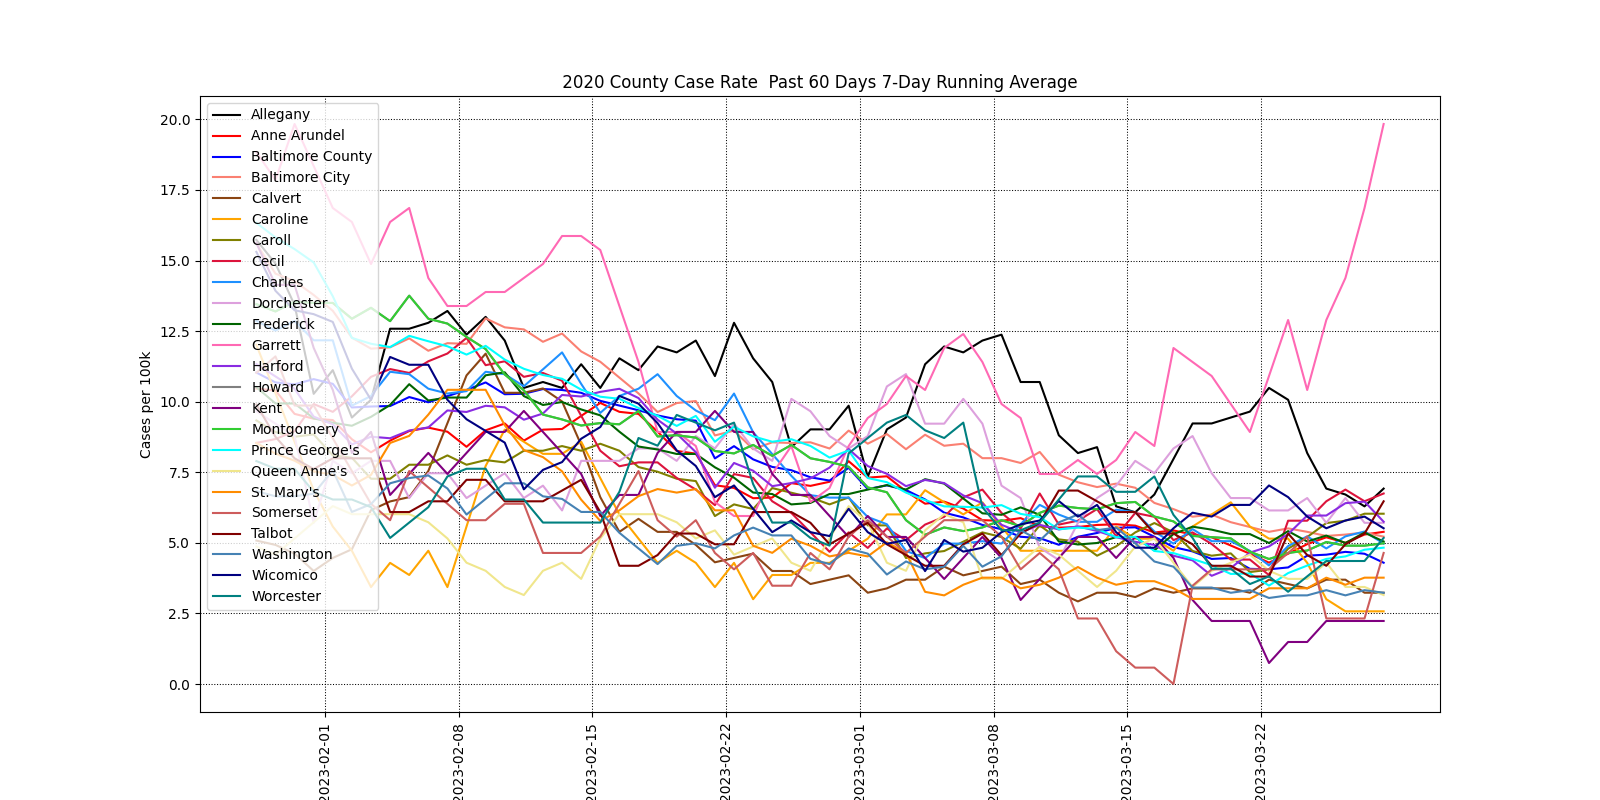 2020 County Case Rate  Past 60 Days 7-Day Running Average
Cases per 100k
20.0
17.5
15.0
12.5
10.0
7.5
5.0
2.5
0.0
Allegany
Anne Arundel
Baltimore County
Baltimore City
Calvert
Caroline
Caroll
Cecil
Charles
Dorchester
Frederick
Garrett
Harford
Howard
Kent
Montgomery
Prince George's
Queen Anne's
St. Mary's
Somerset
Talbot
Washington
Wicomico
Worcester
2023-02-01
2023-02-08
2023-02-15
2023-02-22
2023-03-01
2023-03-08
2023-03-15
2023-03-22